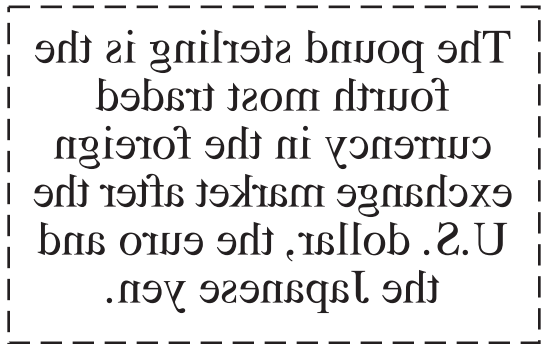 The pound sterling is the
fourth most traded
currency in the foreign
exchange market after the
U.S. dollar, the euro and
the Japanese yen.